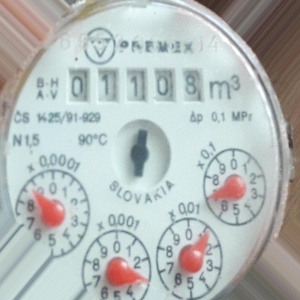 PREMEX
B-H
A-V
01108 m³
ČS 1425/91-929
Δp 0,1 MPa
N 1,5
90°C
SLOVAKIA
x 0,0001
x 0,001
x 0,01
x 0,1